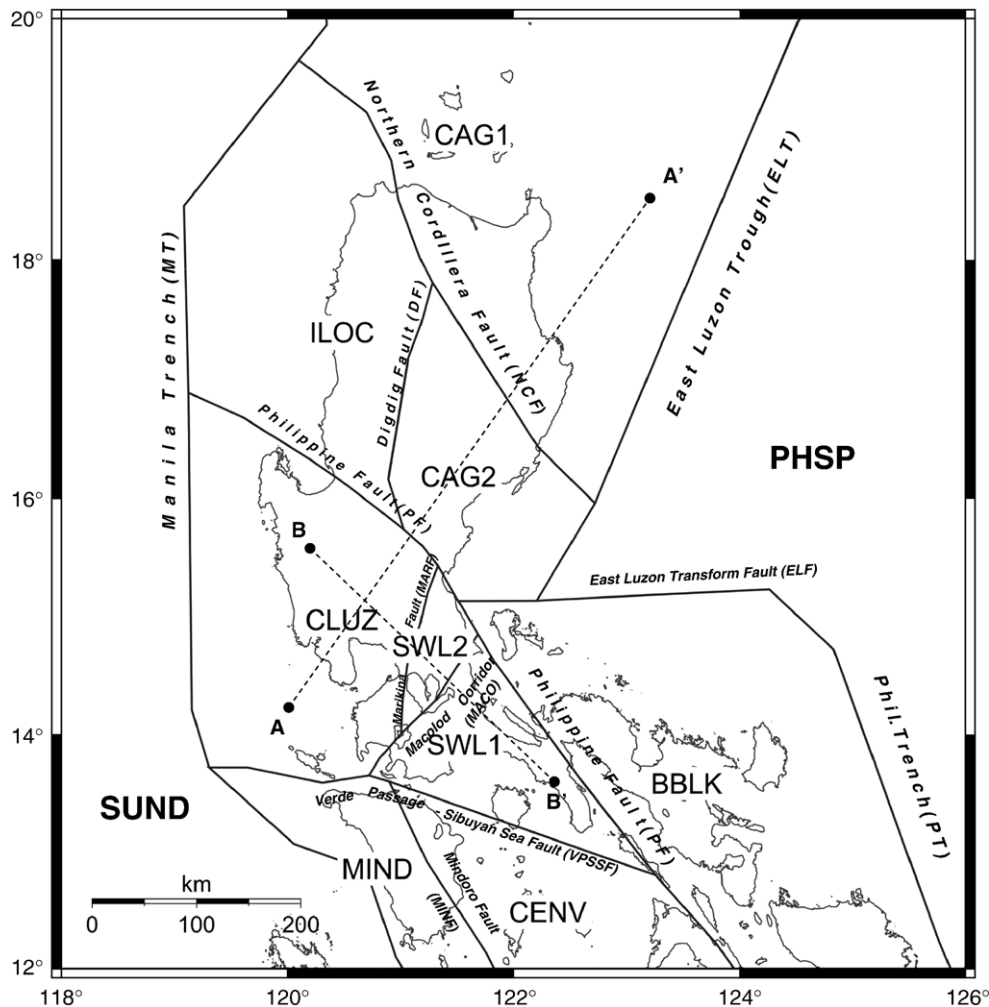 20°
Northern Cordlilera Fault (NCF)
CAG1
A'
East Luzon Trough(ELT)
18°
Manila Trench(MT)
ILOC
Digdig Fault (DF)
Philippine Fault(PF)
PHSP
CAG2
16°
B
East Luzon Transform Fault (ELF)
CLUZ
Marikina Fault (MARF)
SWL2
Macolod Corridor
(MACO)
Philippine Fault(PF)
Phil.Trench(PT)
14°
A
SWL1
B'
BBLK
SUND
Verde Passage - Sibuyah Sea Fault (VPSSF)
MIND
Mindoro Fault
(MINF)
CENV
km
0 100 200
12°
118° 120° 122° 124° 126°